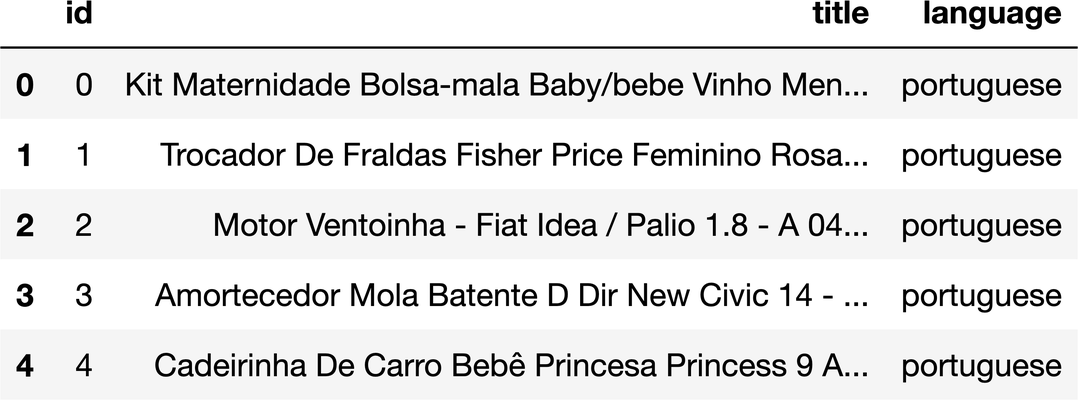 id title language
0 0 Kit Maternidade Bolsa-mala Baby/bebe Vinho Men... portuguese
1 1 Trocador De Fraldas Fisher Price Feminino Rosa... portuguese
2 2 Motor Ventoinha - Fiat Idea / Palio 1.8 - A 04... portuguese
3 3 Amortecedor Mola Batente D Dir New Civic 14 - ... portuguese
4 4 Cadeirinha De Carro Bebê Princesa Princess 9 A... portuguese